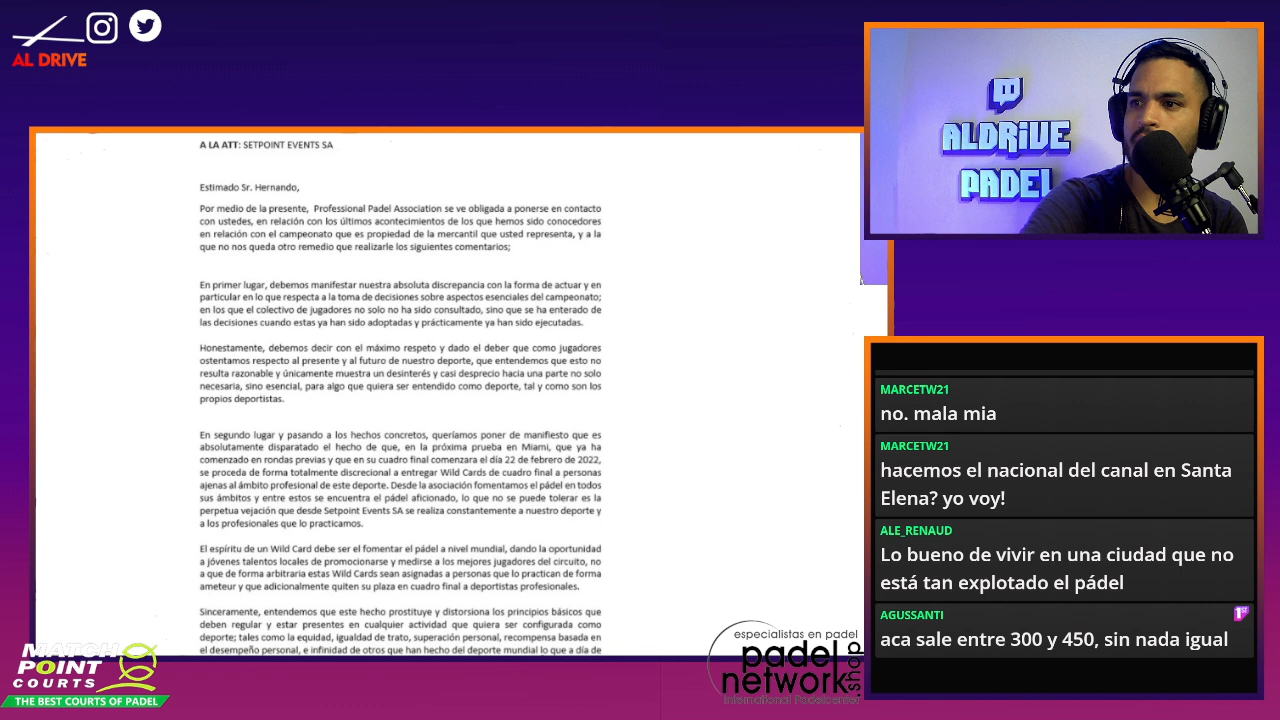 AL DRIVE
A LA ATT: SETPOINT EVENTS SA
Estimado Sr. Hernando,
Por medio de la presente, Professional Padel Association se ve obligada a ponerse en contacto
con ustedes, en relación con los últimos acontecimientos de los que hemos sido conocedores
en relación con el campeonato que es propiedad de la mercantil que usted representa, y a la
que no nos queda otro remedio que realizarle los siguientes comentarios;
En primer lugar, debemos manifestar nuestra absoluta discrepancia con la forma de actuar y en
particular en lo que respecta a la toma de decisiones sobre aspectos esenciales del campeonato;
en los que el colectivo de jugadores no solo no ha sido consultado, sino que se ha enterado de
las decisiones cuando estas ya han sido adoptadas y prácticamente ya han sido ejecutadas.
Honestamente, debemos decir con el máximo respeto y dado el deber que como jugadores
ostentamos respecto al presente y al futuro de nuestro deporte, que entendemos que esto no
resulta razonable y únicamente muestra un desinterés y casi desprecio hacia una parte no solo
necesaria, sino esencial, para algo que quiera ser entendido como deporte, tal y como son los
propios deportistas.
En segundo lugar y pasando a los hechos concretos, queríamos poner de manifiesto que es
absolutamente disparatado el hecho de que, en la próxima prueba en Miami, que ya ha
comenzado en rondas previas y que en su cuadro final comenzara el día 22 de febrero de 2022,
se proceda de forma totalmente discrecional a entregar Wild Cards de cuadro final a personas
ajenas al ámbito profesional de este deporte. Desde la asociación fomentamos el pádel en todos
sus ámbitos y entre estos se encuentra el pádel aficionado, lo que no se puede tolerar es la
perpetua vejación que desde Setpoint Events SA se realiza constantemente a nuestro deporte y
a los profesionales que lo practicamos.
El espíritu de un Wild Card debe ser el fomentar el pádel a nivel mundial, dando la oportunidad
a jóvenes talentos locales de promocionarse y medirse a los mejores jugadores del circuito, no
a que de forma arbitraria estas Wild Cards sean asignadas a personas que lo practican de forma
ameteur y que adicionalmente quiten su plaza en cuadro final a deportistas profesionales.
Sinceramente, entendemos que este hecho prostituye y distorsiona los principios básicos que
deben regular y estar presentes en cualquier actividad que quiera ser configurada como
deporte; tales como la equidad, igualdad de trato, superación personal, recompensa basada en
el desempeño personal, e infinidad de otros que han hecho del deporte mundial lo que a día de
ALDRIVE
PADEL
MARCETW21
no. mala mia
MARCETW21
hacemos el nacional del canal en Santa
Elena? yo voy!
ALE_RENAUD
Lo bueno de vivir en una ciudad que no
está tan explotado el pádel
AGUSSANTI
1ST
aca sale entre 300 y 450, sin nada igual
MATCH
POINT
COURTS
THE BEST COURTS OF PADEL
especialistas en padel
padel
network
.shop
International Padelcenter